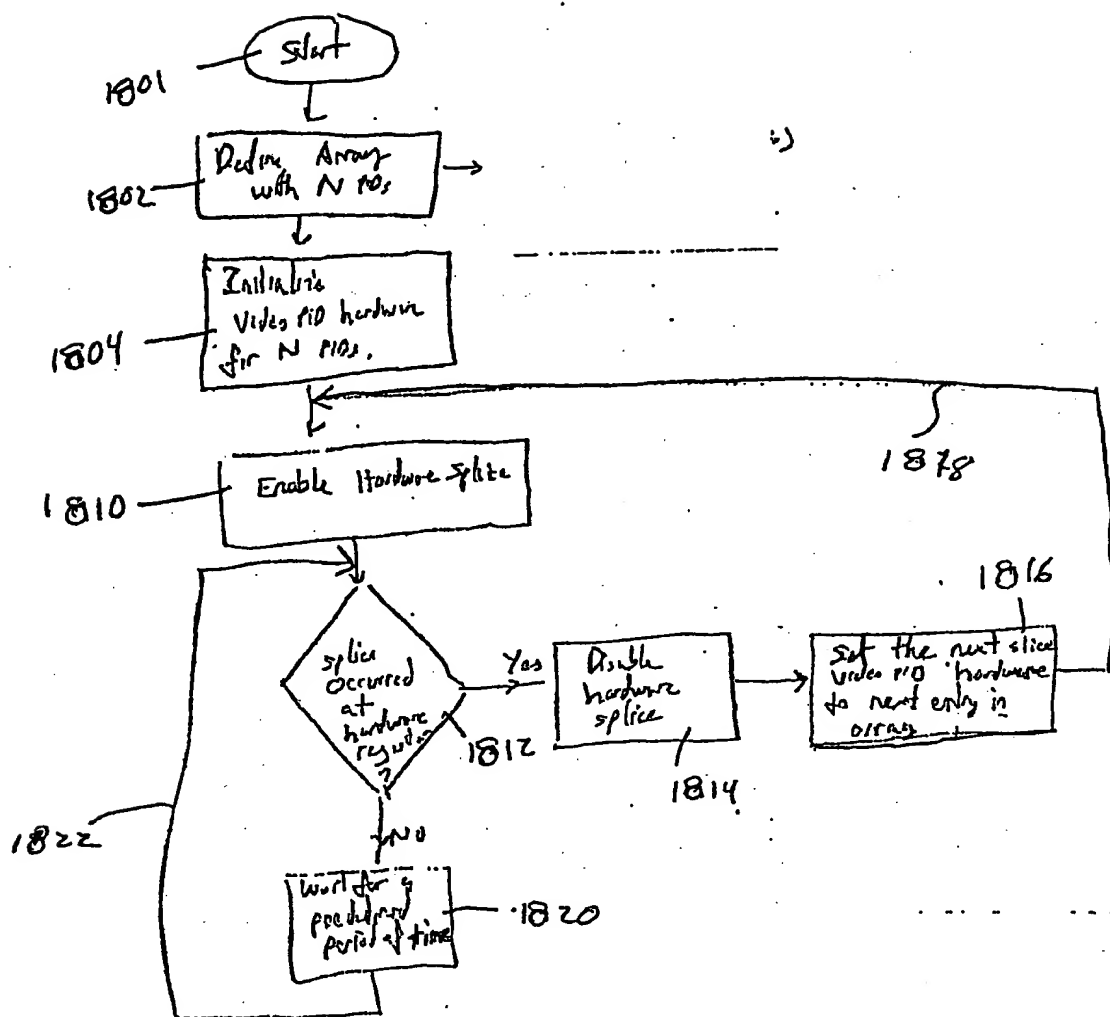 Start
1801
Define Array
with N PIDs
1802
Initialize
Video PID hardware
for N PIDs.
1804
1878
Enable Hardware splice
1810
1816
splice
occurred
at
hardware
Yes
Disable
hardware
splice
Set the next slice
video PID hardware
to next entry in
array
1812
1814
1822
NO
wait for a
period of time
1820